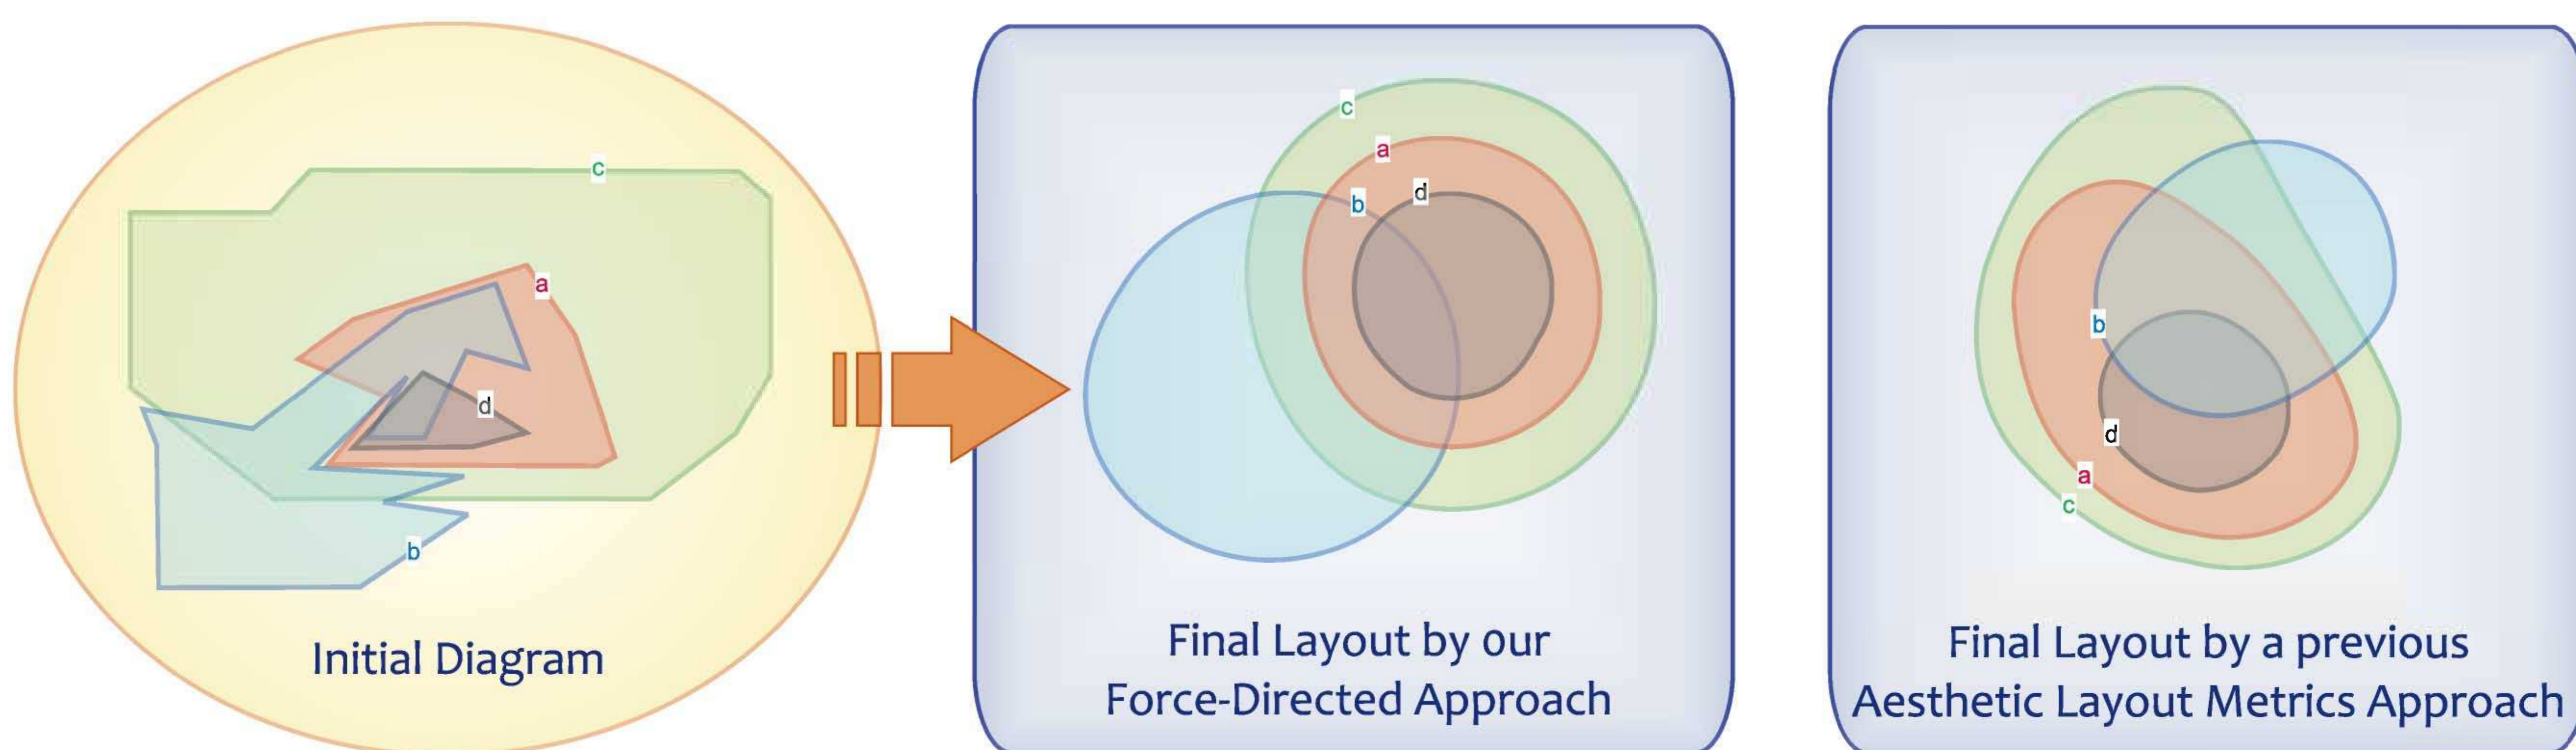 c
a
d
b
Initial Diagram
c
a
b
d
Final Layout by Our
Force-Directed Approach
b
d
a
c
Final Layout by a previous
Aesthetic Layout Metrics Approach